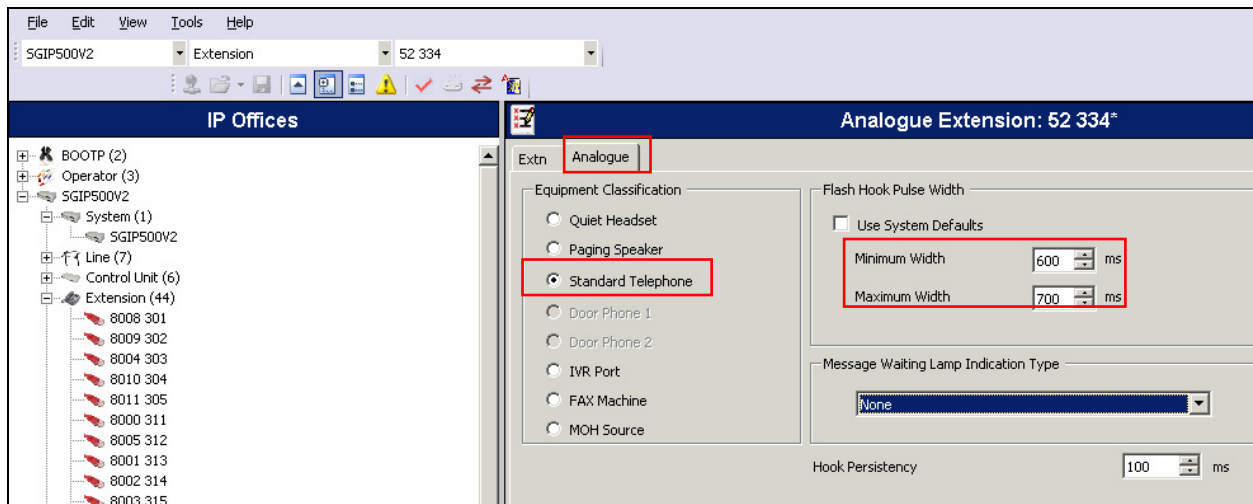 File Edit View Tools Help
SGIP500V2 Extension 52 334
IP Offices
BOOTP (2)
Operator (3)
SGIP500V2
System (1)
SGIP500V2
Line (7)
Control Unit (6)
Extension (44)
8008 301
8009 302
8004 303
8010 304
8011 305
8000 311
8005 312
8001 313
8002 314
8003 315
Analogue Extension: 52 334*
Extn Analogue
Equipment Classification
Quiet Headset
Paging Speaker
Standard Telephone
Door Phone 1
Door Phone 2
IVR Port
FAX Machine
MOH Source
Flash Hook Pulse Width
Use System Defaults
Minimum Width 600 ms
Maximum Width 700 ms
Message Waiting Lamp Indication Type
None
Hook Persistency 100 ms